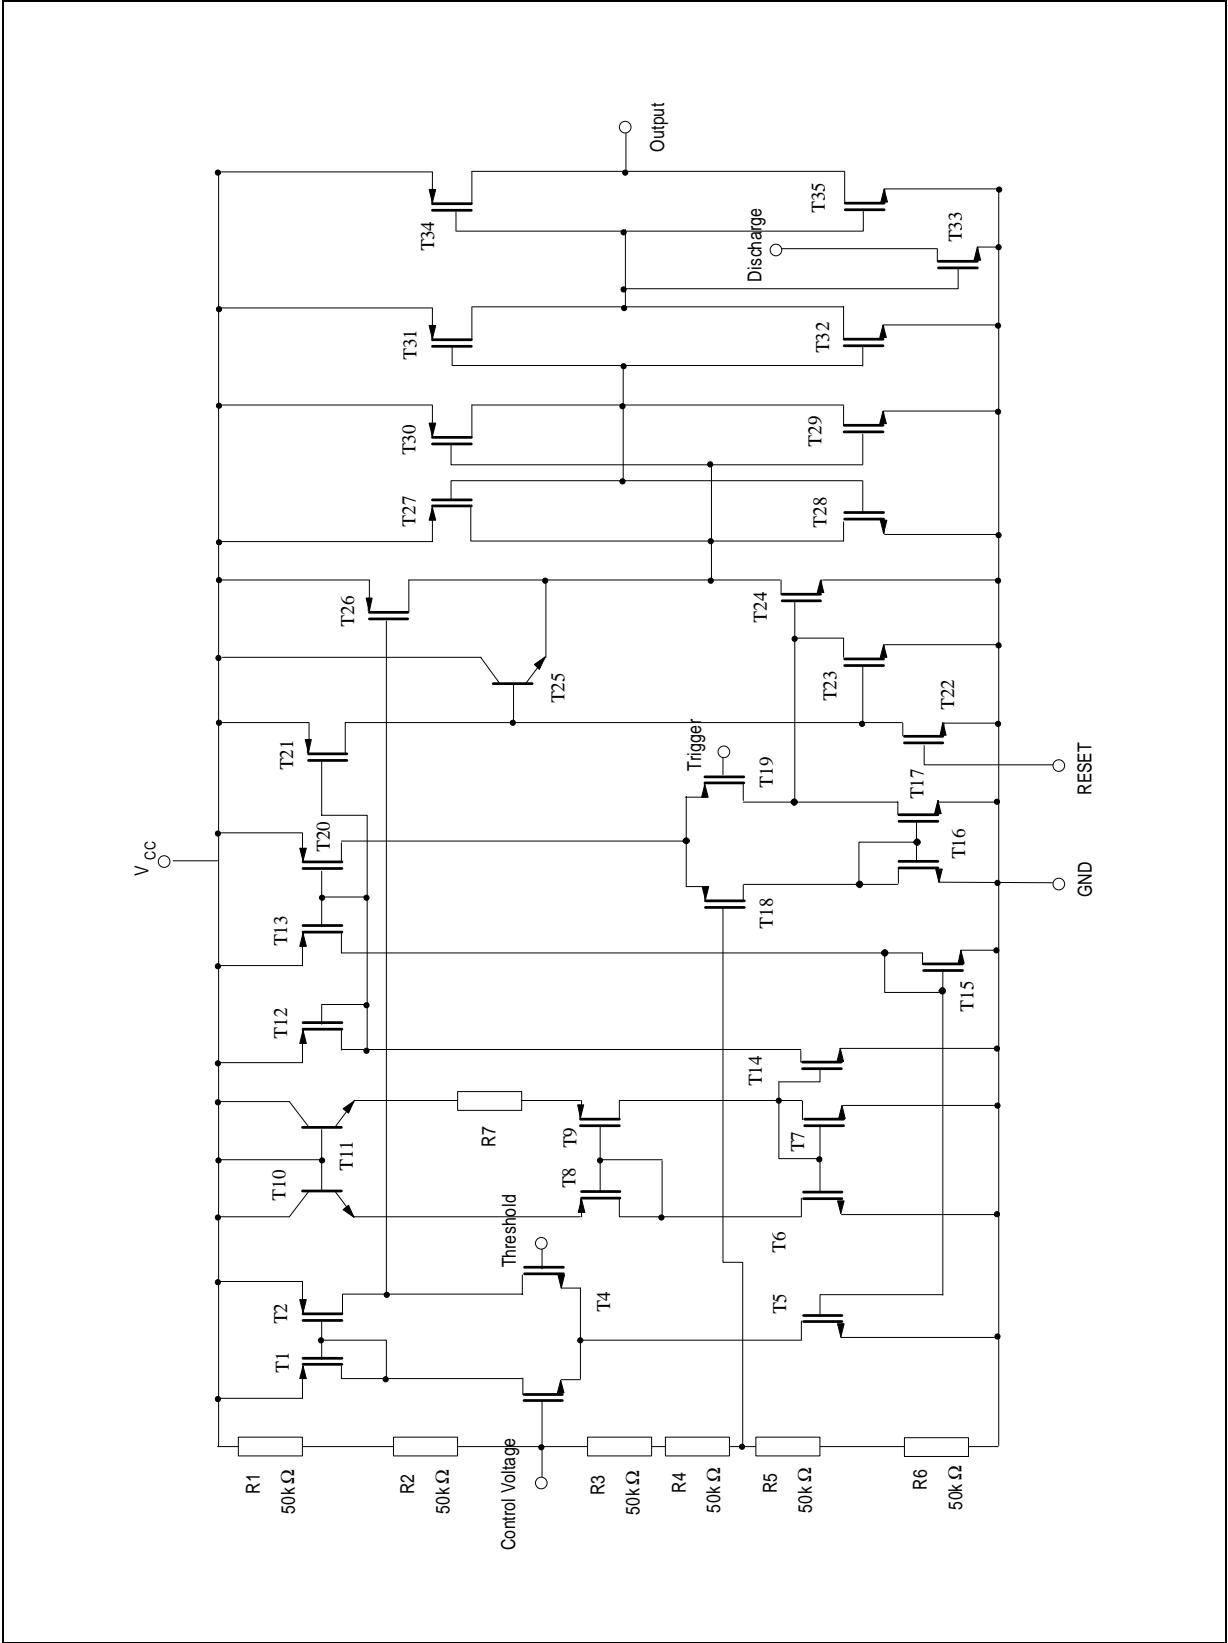 Output
Discharge
T34
T35
T33
T31
T32
T30
T29
T27
T28
T26
T24
T25
T23
T22
T21
Trigger
T19
T17
RESET
V CC
T20
T16
T18
GND
T13
T15
T12
T14
T11
R7
T9
T7
T10
T8
T6
Threshold
T2
T4
T5
T1
Control Voltage
R1
50k Ω
R2
50k Ω
R3
50k Ω
R4
50k Ω
R5
50k Ω
R6
50k Ω